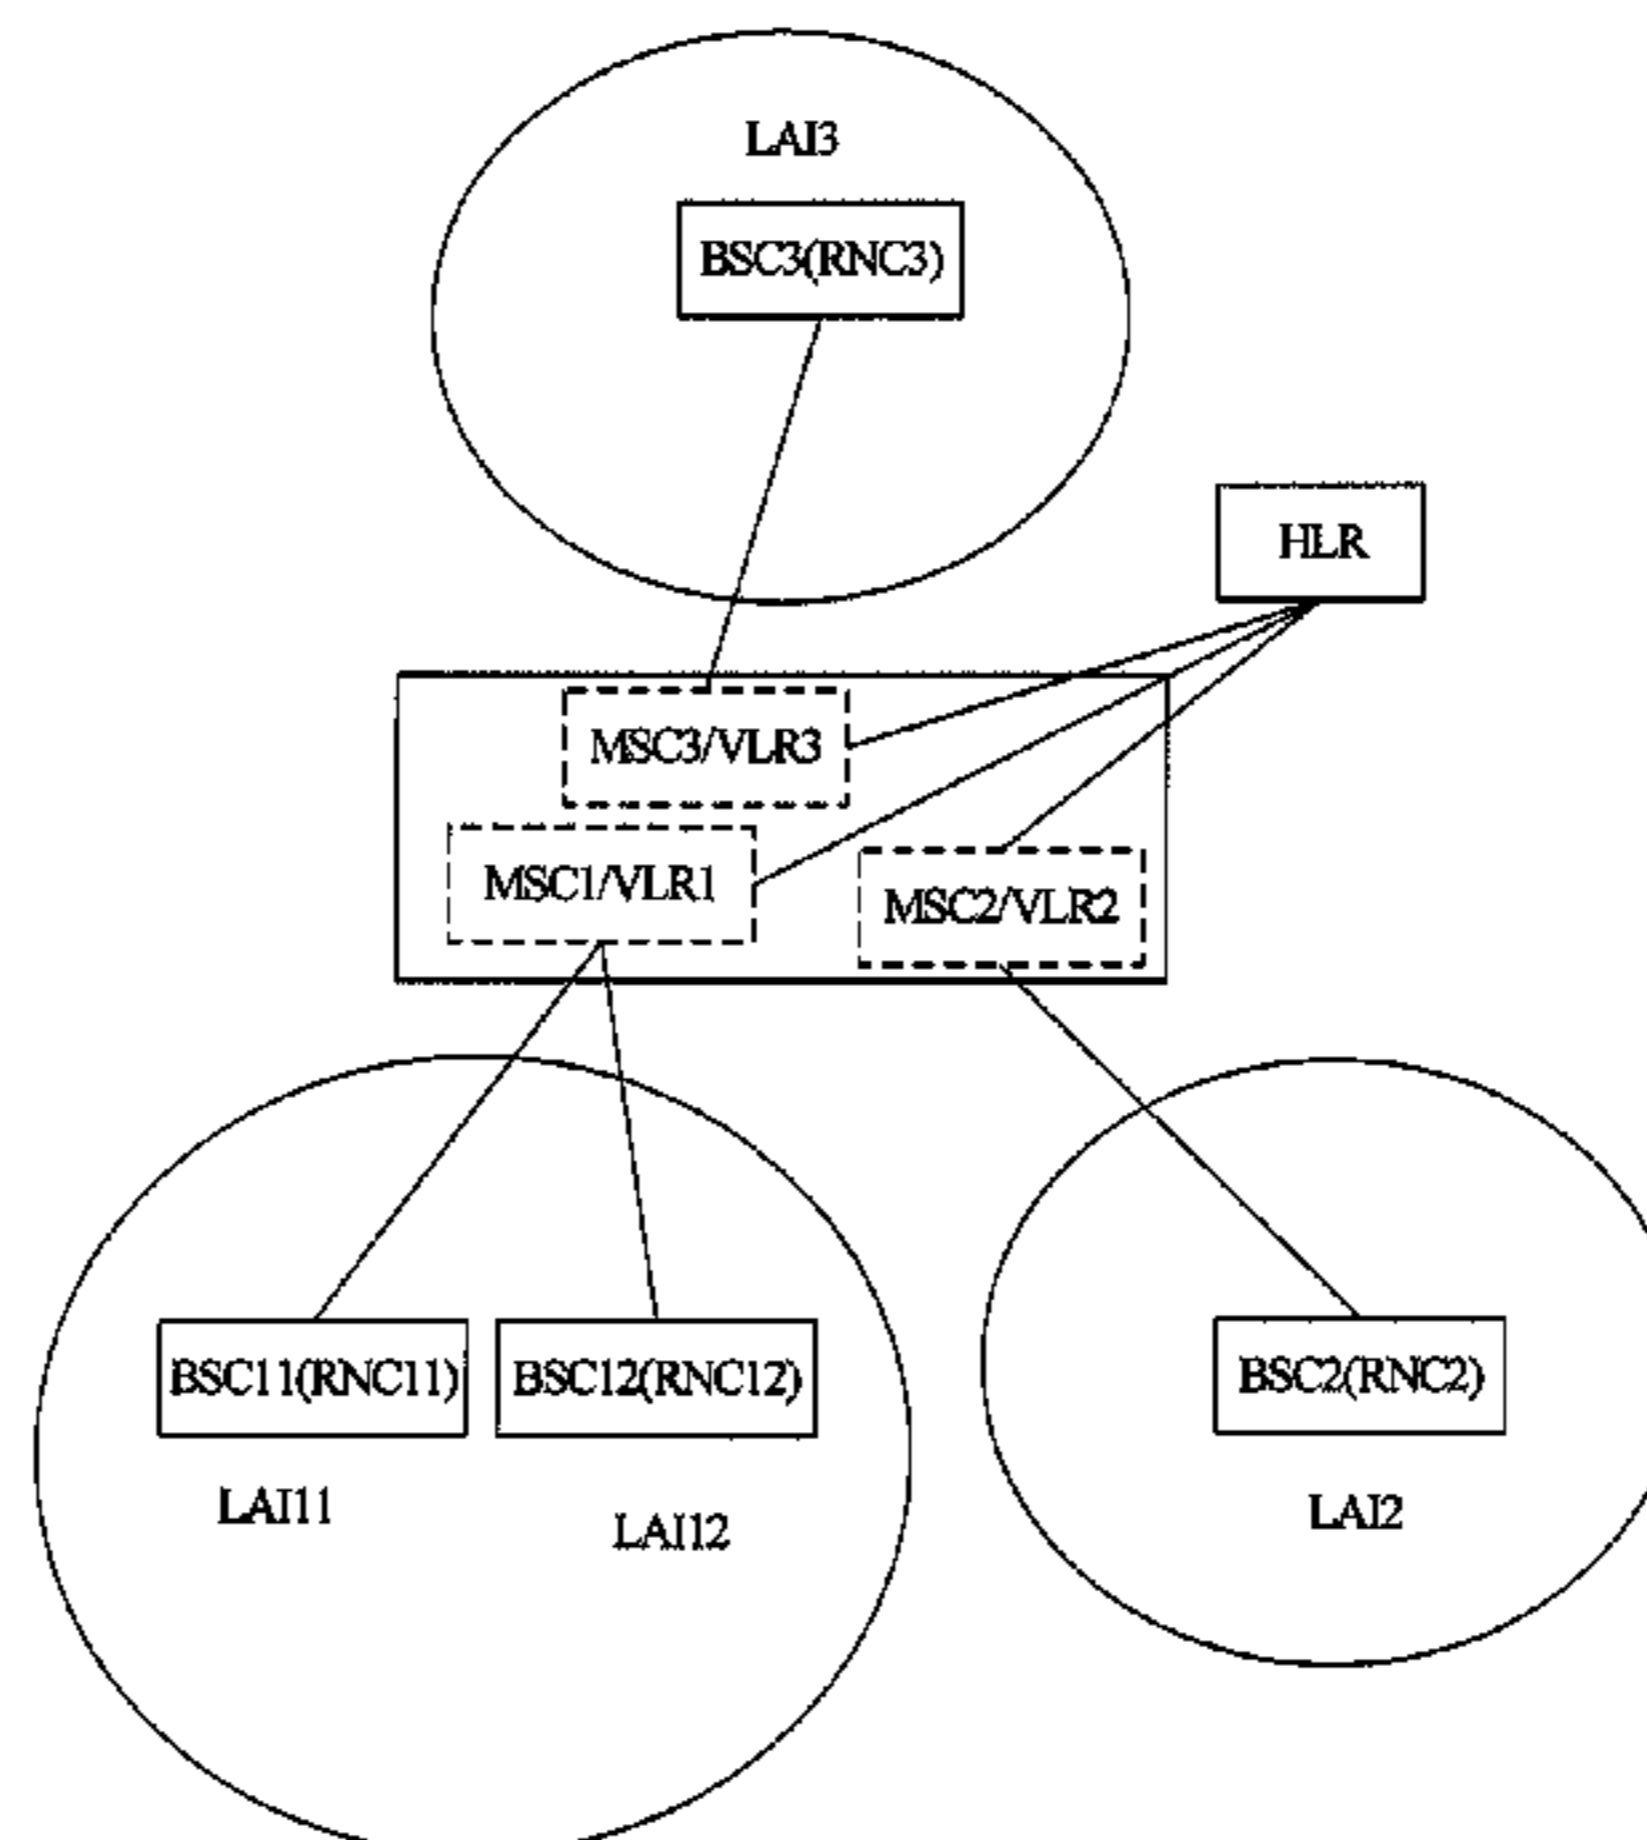 LAI3
BSC3(RNC3)
HLR
MSC3/VLR3
MSC1/VLR1
MSC2/VLR2
BSC11(RNC11)
BSC12(RNC12)
BSC2(RNC2)
LAI11
LAI12
LAI2